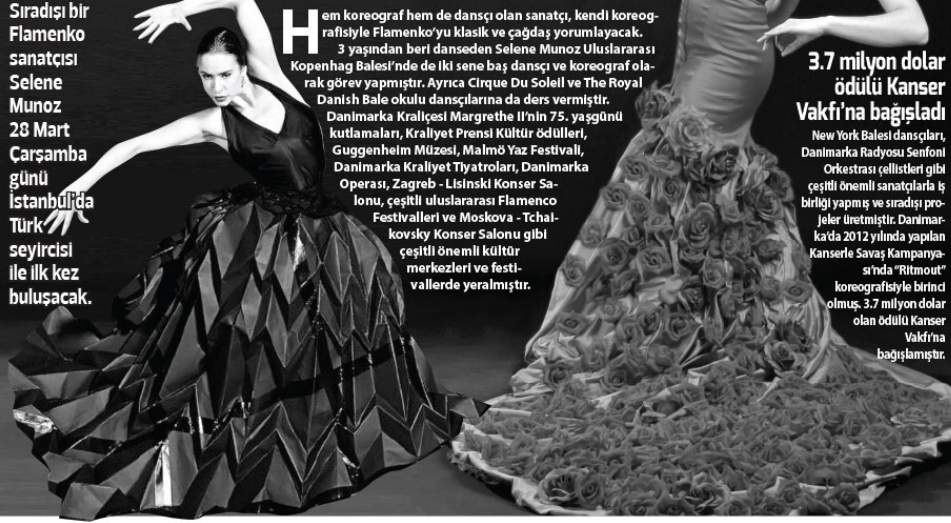 Sıradışı bir
Flamenko
sanatçısı
Selene
Munoz
28 Mart
Çarşamba
günü
İstanbul'da
Türk
seyircisi
ile ilk kez
buluşacak.
Hem koreograf hem de dansçı olan sanatçı, kendi koreog-
rafisiyle Flamenko'yu klasik ve çağdaş yorumlayacak.
3 yaşından beri danseden Selene Munoz Uluslararası
Kopenhag Balesi'nde de iki sene baş dansçı ve koreograf ola-
rak görev yapmıştır. Ayrıca Cirque Du Soleil ve The Royal
Danish Bale okulu dansçılarına da ders vermiştir.
Danimarka Kraliçesi Margrethe II'nin 75. yaşgünü
kutlamaları, Kraliyet Prensi Kültür ödülleri,
Guggenheim Müzesi, Malmö Yaz Festivali,
Danimarka Kraliyet Tiyatroları, Danimarka
Operası, Zagreb - Lisinski Konser Sa-
lonu, çeşitli uluslararası Flamenco
Festivalleri ve Moskova - Tchai-
kovsky Konser Salonu gibi
çeşitli önemli kültür
merkezleri ve festi-
vallerde yeralmıştır.
3.7 milyon dolar
ödülü Kanser
Vakfı'na bağışladı
New York Balesi dansçıları,
Danimarka Radyosu Senfoni
Orkestrası çellistleri gibi
çeşitli önemli sanatçılarla iş
birliği yapmış ve sıradışı pro-
jeler üretmiştir. Danimar-
ka'da 2012 yılında yapılan
Kanserle Savaş Kampanya-
sı'nda "Ritmout"
koreografisiyle birinci
olmuş. 3.7 milyon dolar
olan ödülü Kanser
Vakfı'na
bağışlamıştır.